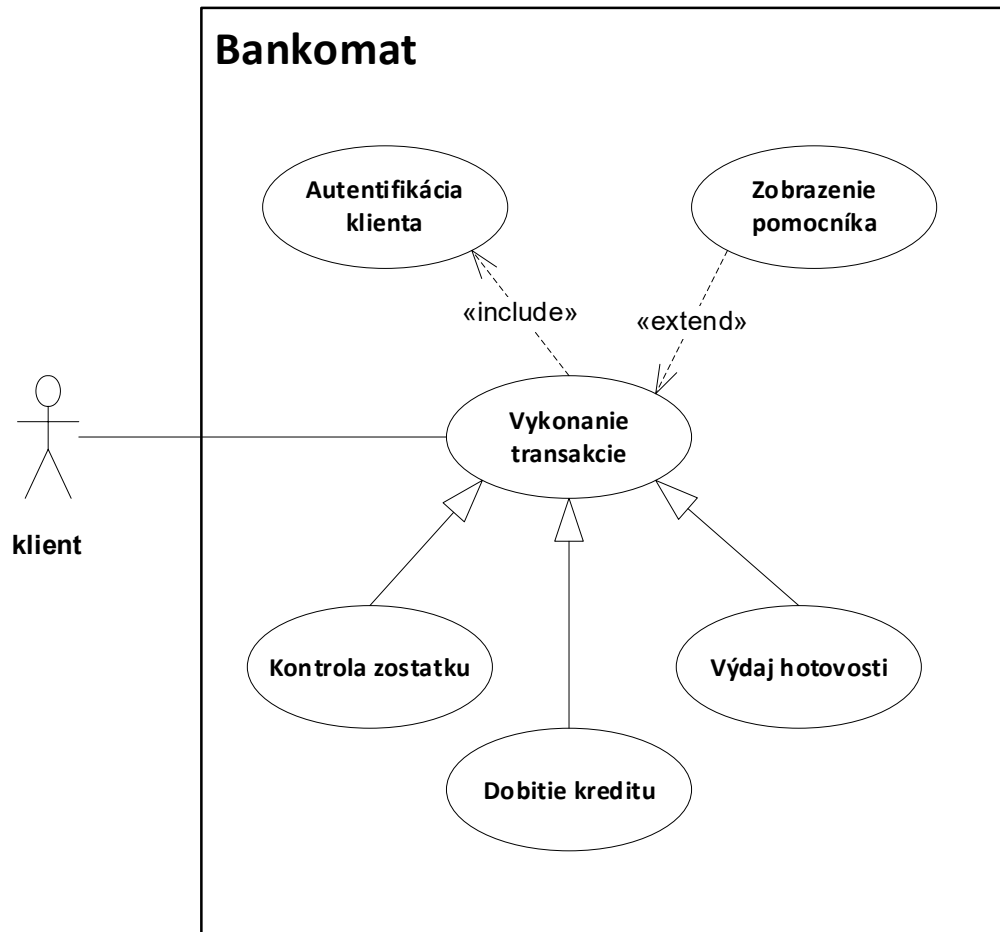 Bankomat
Autentifikácia
klienta
Zobrazenie
pomocníka
«include»
«extend»
Vykonanie
transakcie
klient
Kontrola zostatku
Výdaj hotovosti
Dobitie kreditu